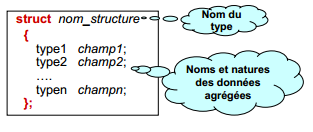 struct nom_structure
{
type1 champ1;
type2 champ2;
....
typen champn;
};
Nom du
type
Noms et natures
des données
agrégées